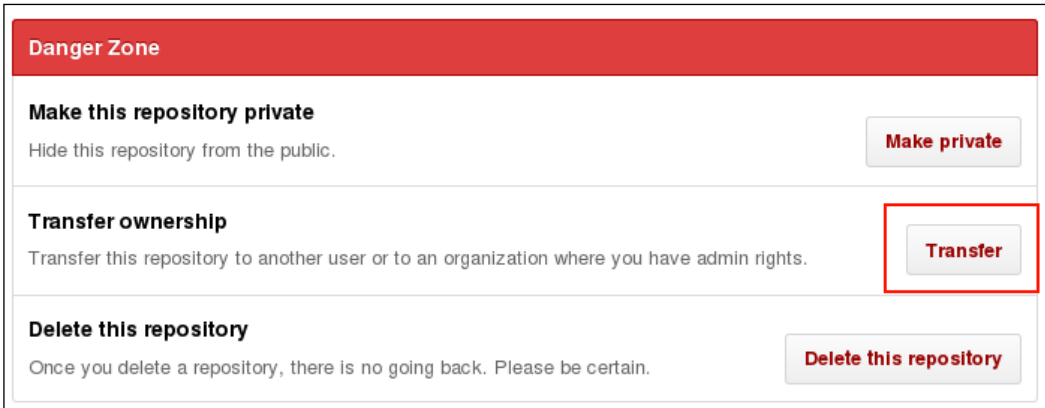 Danger Zone
Make this repository private
Hide this repository from the public.
Make private
Transfer ownership
Transfer this repository to another user or to an organization where you have admin rights.
Transfer
Delete this repository
Once you delete a repository, there is no going back. Please be certain.
Delete this repository